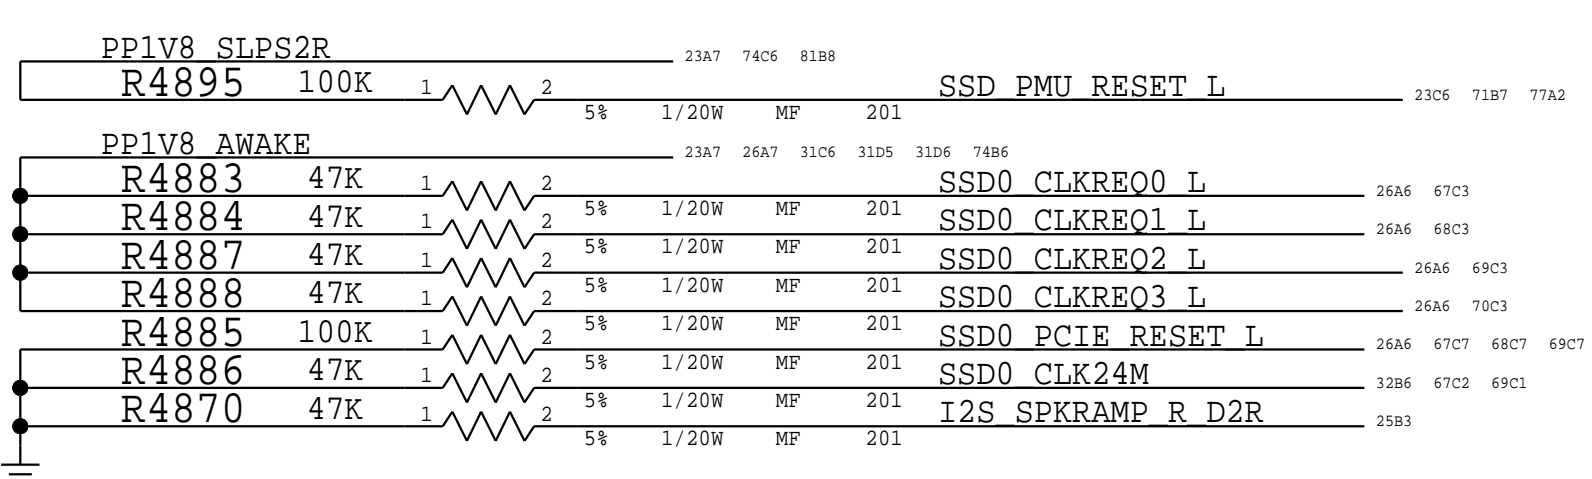 PP1V8_SLPS2R 23A7 74C6 81B8
R4895 100K 1 2 SSD_PMU_RESET_L 23C6 71B7 77A2
5% 1/20W MF 201
PP1V8_AWAKE 23A7 26A7 31C6 31D5 31D6 74B6
R4883 47K 1 2 SSD0_CLKREQ0_L 26A6 67C3
5% 1/20W MF 201
R4884 47K 1 2 SSD0_CLKREQ1_L 26A6 68C3
5% 1/20W MF 201
R4887 47K 1 2 SSD0_CLKREQ2_L 26A6 69C3
5% 1/20W MF 201
R4888 47K 1 2 SSD0_CLKREQ3_L 26A6 70C3
5% 1/20W MF 201
R4885 100K 1 2 SSD0_PCIE_RESET_L 26A6 67C7 68C7 69C7
5% 1/20W MF 201
R4886 47K 1 2 SSD0_CLK24M 32B6 67C2 69C1
5% 1/20W MF 201
R4870 47K 1 2 I2S_SPKRAMP_R_D2R 25B3
5% 1/20W MF 201